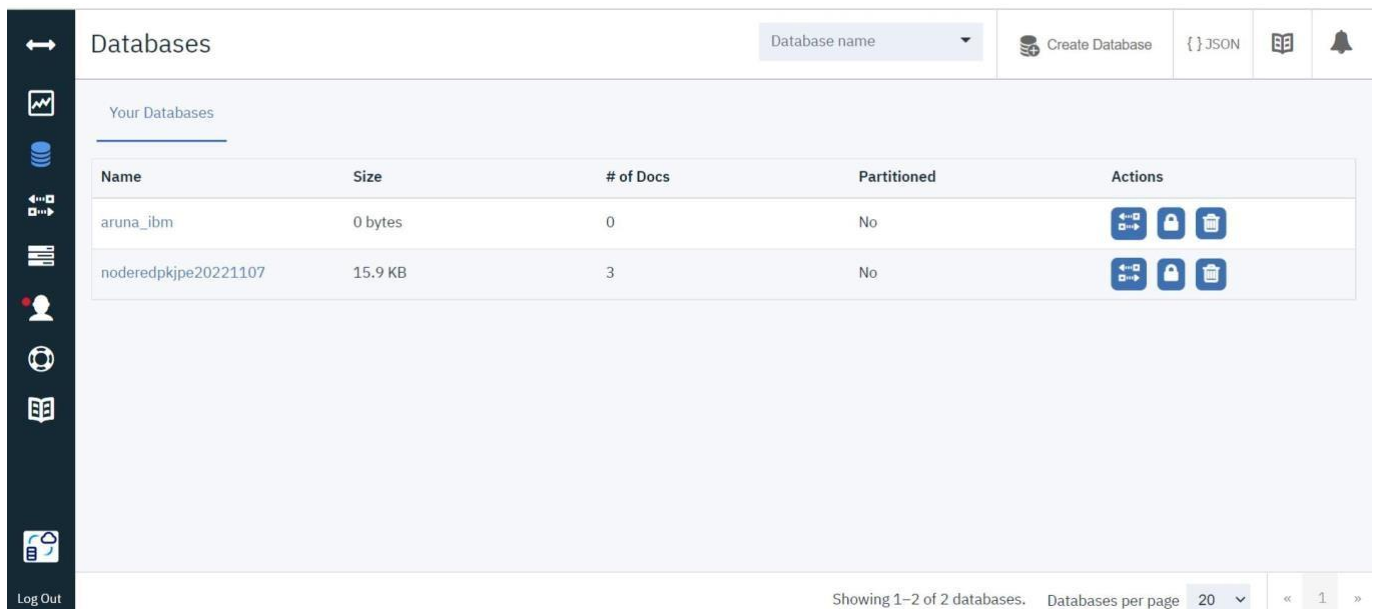 Databases
Database name
Create Database
{ } JSON
Your Databases
Name Size # of Docs Partitioned Actions
aruna_ibm 0 bytes 0 No
noderedpkjpe20221107 15.9 KB 3 No
Log Out
Showing 1–2 of 2 databases. Databases per page 20 « 1 »